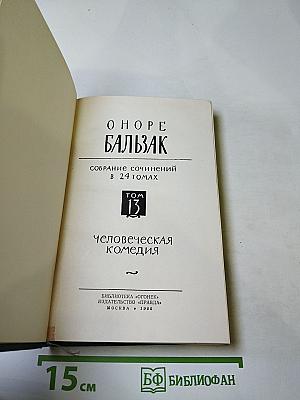 ОНОРЕ
БАЛЬЗАК
СОБРАНИЕ СОЧИНЕНИЙ
В 24 ТОМАХ
ТОМ
13
ЧЕЛОВЕЧЕСКАЯ
КОМЕДИЯ
БИБЛИОТЕКА «ОГОНЕК»
ИЗДАТЕЛЬСТВО «ПРАВДА»
МОСКВА • 1960
15 см
БФ БИБЛИОФАН